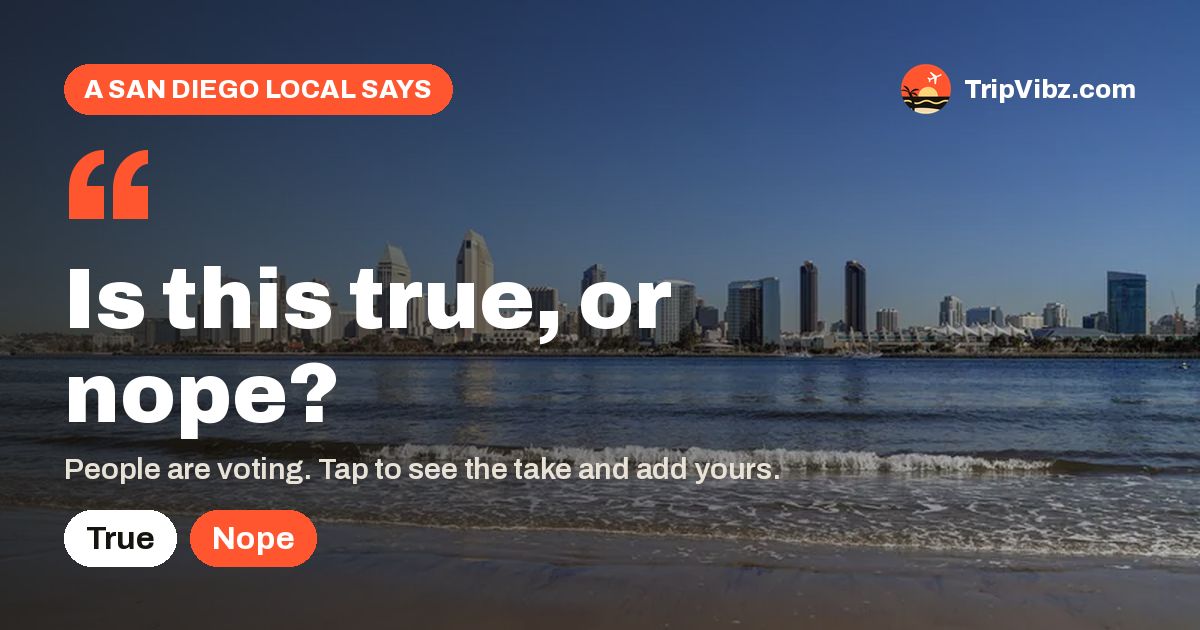 A SAN DIEGO LOCAL SAYS
TripVibz.com
“
Is this true, or
nope?
People are voting. Tap to see the take and add yours.
True
Nope